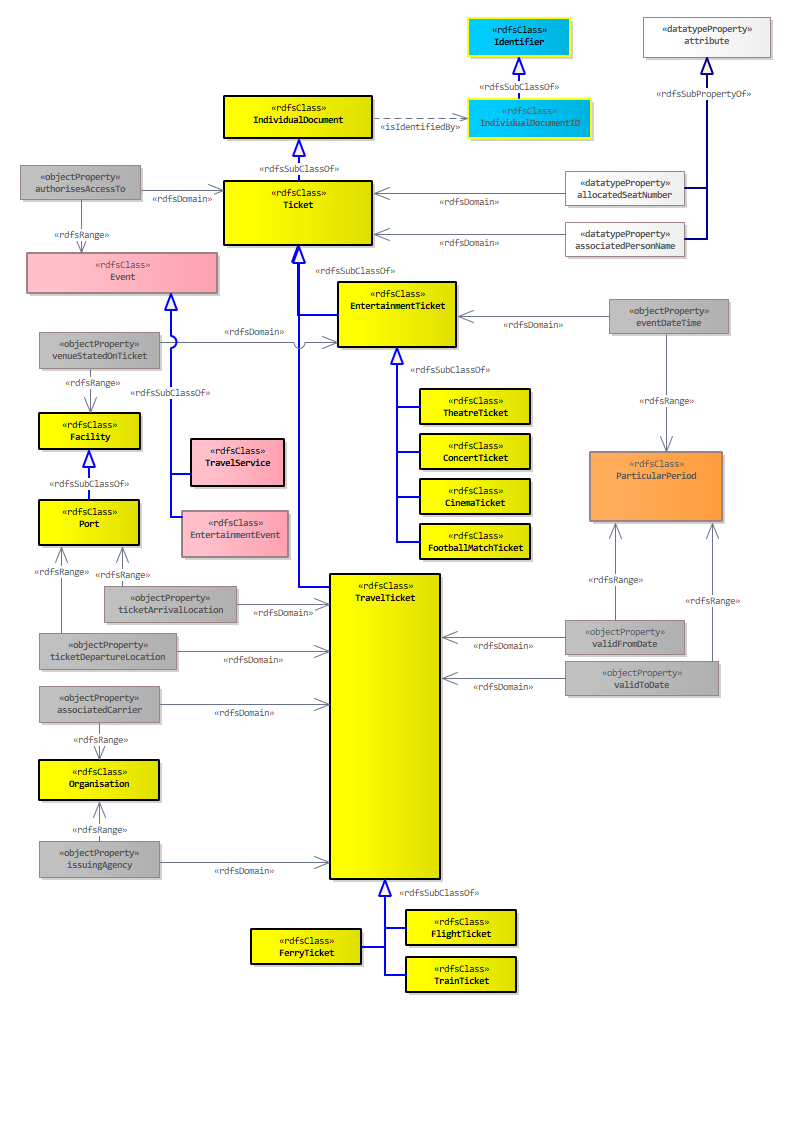 «rdfsClass»
Identifier
«datatypeProperty»
attribute
«rdfsSubClassOf»
«rdfsSubPropertyOf»
«rdfsClass»
IndividualDocument
«isIdentifiedBy»
«rdfsClass»
IndividualDocumentID
«rdfsSubClassOf»
«objectProperty»
authorisesAccessTo
«rdfsDomain»
«rdfsClass»
Ticket
«rdfsDomain»
«datatypeProperty»
allocatedSeatNumber
«rdfsRange»
«rdfsDomain»
«datatypeProperty»
associatedPersonName
«rdfsClass»
Event
«rdfsSubClassOf»
«rdfsClass»
EntertainmentTicket
«rdfsDomain»
«objectProperty»
eventDateTime
«objectProperty»
venueStatedOnTicket
«rdfsDomain»
«rdfsRange»
«rdfsSubClassOf»
«rdfsSubClassOf»
«rdfsRange»
«rdfsClass»
TheatreTicket
«rdfsClass»
Facility
«rdfsClass»
TravelService
«rdfsClass»
ConcertTicket
«rdfsClass»
ParticularPeriod
«rdfsSubClassOf»
«rdfsClass»
CinemaTicket
«rdfsClass»
Port
«rdfsClass»
EntertainmentEvent
«rdfsClass»
FootballMatchTicket
«rdfsRange»
«rdfsRange»
«rdfsRange»
«rdfsRange»
«rdfsClass»
TravelTicket
«objectProperty»
ticketArrivalLocation
«rdfsDomain»
«objectProperty»
validFromDate
«rdfsDomain»
«objectProperty»
ticketDepartureLocation
«rdfsDomain»
«objectProperty»
validToDate
«rdfsDomain»
«objectProperty»
associatedCarrier
«rdfsDomain»
«rdfsRange»
«rdfsClass»
Organisation
«rdfsRange»
«objectProperty»
issuingAgency
«rdfsDomain»
«rdfsSubClassOf»
«rdfsClass»
FlightTicket
«rdfsClass»
FerryTicket
«rdfsClass»
TrainTicket